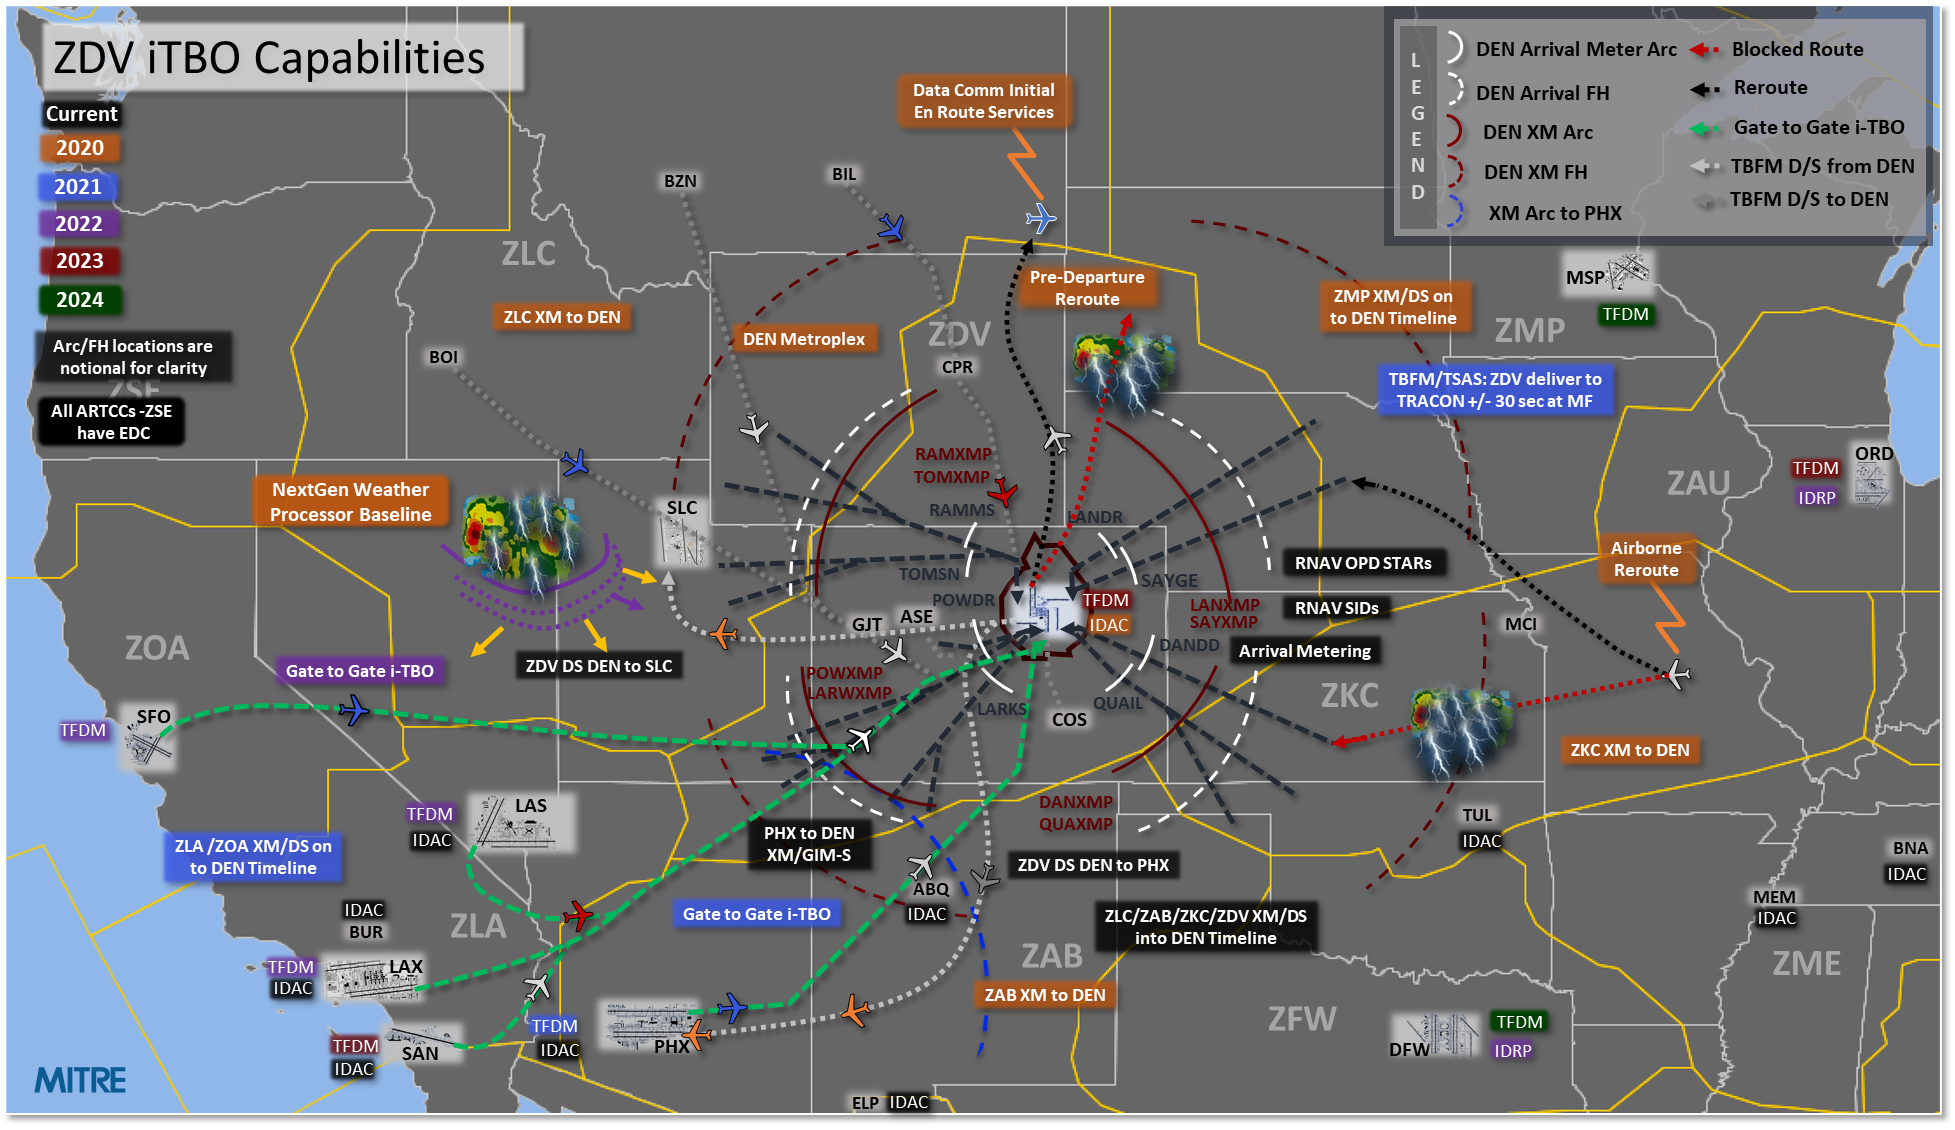 ZDV iTBO Capabilities
Current
2020
2021
2022
2023
2024
Arc/FH locations are
notional for clarity
All ARTCCs -ZSE
have EDC
LEGEND
DEN Arrival Meter Arc
DEN Arrival FH
DEN XM Arc
DEN XM FH
XM Arc to PHX
Blocked Route
Reroute
Gate to Gate i-TBO
TBFM D/S from DEN
TBFM D/S to DEN
Data Comm Initial
En Route Services
BZN
BIL
ZLC
ZLC XM to DEN
DEN Metroplex
ZDV
Pre-Departure
Reroute
ZMP XM/DS on
to DEN Timeline
MSP
TFDM
ZMP
BOI
CPR
TBFM/TSAS: ZDV deliver to
TRACON +/- 30 sec at MF
ZSE
NextGen Weather
Processor Baseline
SLC
RAMXMP
TOMXMP
RAMMS
LANDR
ZAU
TFDM
IDRP
ORD
TOMSN
POWDR
SAYGE
RNAV OPD STARs
Airborne
Reroute
TFDM
IDAC
LANXMP
SAYXMP
RNAV SIDs
MCI
GJT
ASE
DANDD
Arrival Metering
ZOA
Gate to Gate i-TBO
ZDV DS DEN to SLC
POWXMP
LARWXMP
LARKS
COS
QUAIL
ZKC
TFDM
SFO
ZKC XM to DEN
TFDM
IDAC
LAS
DANXMP
QUAXMP
TUL
IDAC
ZLA /ZOA XM/DS on
to DEN Timeline
PHX to DEN
XM/GIM-S
ZDV DS DEN to PHX
BNA
IDAC
ABQ
IDAC
IDAC
BUR
ZLA
Gate to Gate i-TBO
ZLC/ZAB/ZKC/ZDV XM/DS
into DEN Timeline
MEM
IDAC
TFDM
IDAC
LAX
ZAB
ZME
ZAB XM to DEN
TFDM
IDAC
SAN
TFDM
IDAC
PHX
ZFW
DFW
TFDM
IDRP
MITRE
ELP
IDAC